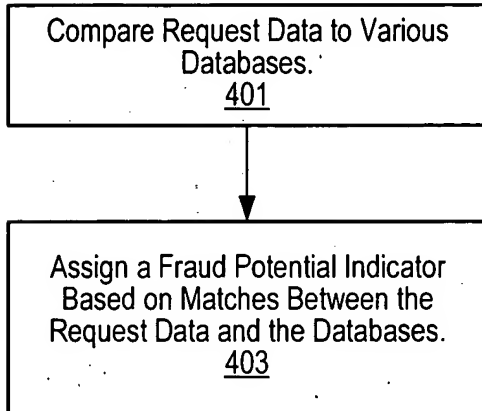 Compare Request Data to Various
Databases.
401
Assign a Fraud Potential Indicator
Based on Matches Between the
Request Data and the Databases.
403